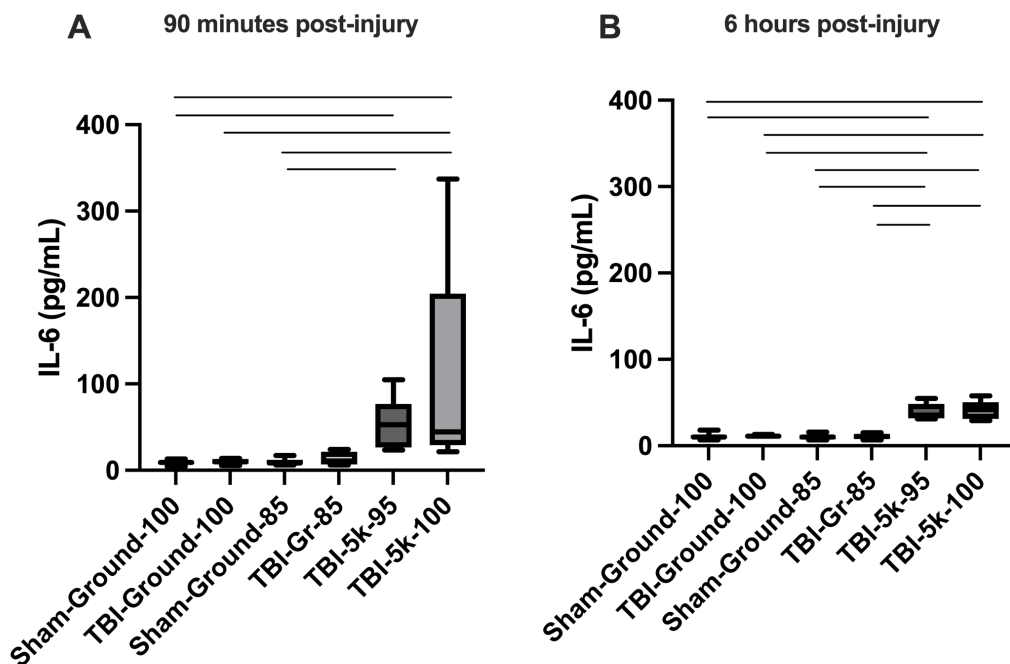 A 90 minutes post-injury
IL-6 (pg/mL)
400
300
200
100
0
Sham-Ground-100
TBI-Ground-100
Sham-Ground-85
TBI-Gr-85
TBI-5k-95
TBI-5k-100
B 6 hours post-injury
IL-6 (pg/mL)
400
300
200
100
0
Sham-Ground-100
TBI-Ground-100
Sham-Ground-85
TBI-Gr-85
TBI-5k-95
TBI-5k-100